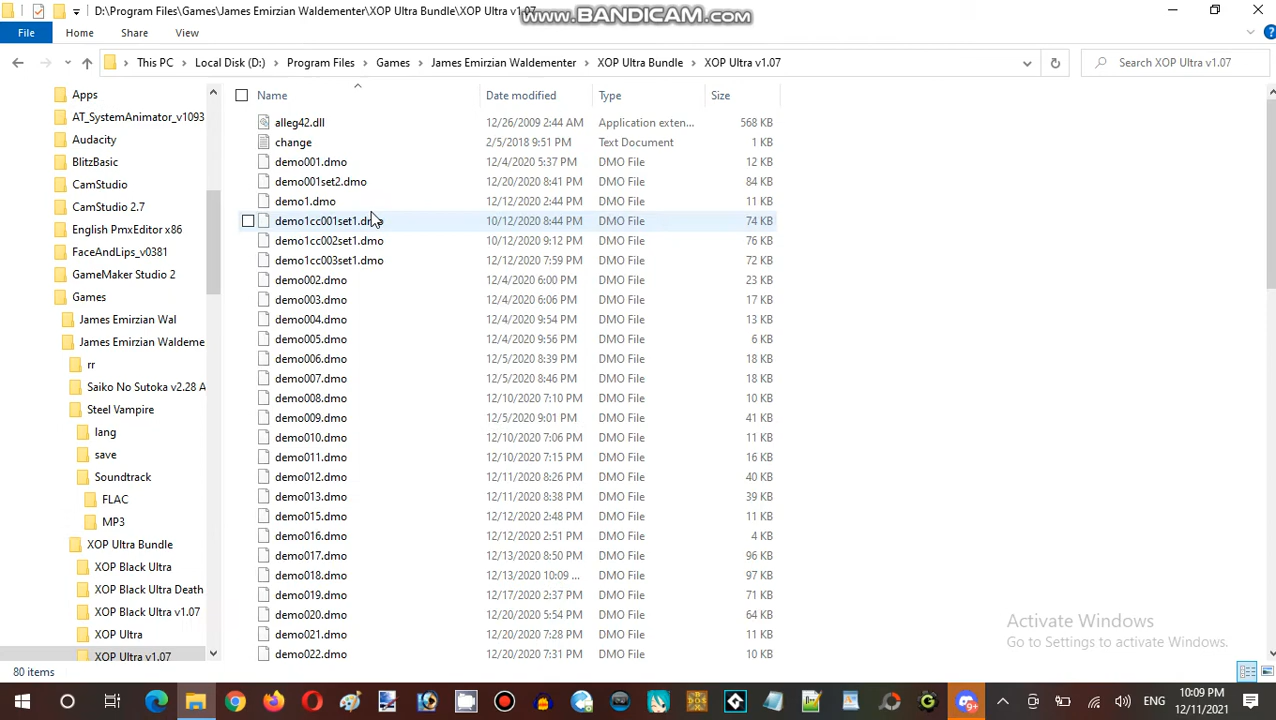 D:\Program Files\Games\James Emirzian Waldementer\XOP Ultra Bundle\XOP Ultra v1.07
www.BANDICAM.com
File Home Share View
This PC Local Disk (D:) Program Files Games James Emirzian Waldementer XOP Ultra Bundle XOP Ultra v1.07
Search XOP Ultra v1.07
Apps
AT_SystemAnimator_v1093
Audacity
BlitzBasic
CamStudio
CamStudio 2.7
English PmxEditor x86
FaceAndLips_v0381
GameMaker Studio 2
Games
James Emirzian Wal
James Emirzian Waldeme
rr
Saiko No Sutoka v2.28 A
Steel Vampire
lang
save
Soundtrack
FLAC
MP3
XOP Ultra Bundle
XOP Black Ultra
XOP Black Ultra Death
XOP Black Ultra v1.07
XOP Ultra
XOP Ultra v1.07
Name Date modified Type Size
alleg42.dll 12/26/2009 2:44 AM Application exten... 568 KB
change 2/5/2018 9:51 PM Text Document 1 KB
demo001.dmo 12/4/2020 5:37 PM DMO File 12 KB
demo001set2.dmo 12/20/2020 8:41 PM DMO File 84 KB
demo1.dmo 12/12/2020 2:44 PM DMO File 11 KB
demo1cc001set1.dmo 10/12/2020 8:44 PM DMO File 74 KB
demo1cc002set1.dmo 10/12/2020 9:12 PM DMO File 76 KB
demo1cc003set1.dmo 12/12/2020 7:59 PM DMO File 72 KB
demo002.dmo 12/4/2020 6:00 PM DMO File 23 KB
demo003.dmo 12/4/2020 6:06 PM DMO File 17 KB
demo004.dmo 12/4/2020 9:54 PM DMO File 13 KB
demo005.dmo 12/4/2020 9:56 PM DMO File 6 KB
demo006.dmo 12/5/2020 8:39 PM DMO File 18 KB
demo007.dmo 12/5/2020 8:46 PM DMO File 18 KB
demo008.dmo 12/10/2020 7:10 PM DMO File 10 KB
demo009.dmo 12/5/2020 9:01 PM DMO File 41 KB
demo010.dmo 12/10/2020 7:06 PM DMO File 11 KB
demo011.dmo 12/10/2020 7:15 PM DMO File 16 KB
demo012.dmo 12/11/2020 8:26 PM DMO File 40 KB
demo013.dmo 12/11/2020 8:38 PM DMO File 39 KB
demo015.dmo 12/12/2020 2:48 PM DMO File 11 KB
demo016.dmo 12/12/2020 2:51 PM DMO File 4 KB
demo017.dmo 12/13/2020 8:50 PM DMO File 96 KB
demo018.dmo 12/13/2020 10:09 ... DMO File 97 KB
demo019.dmo 12/17/2020 2:37 PM DMO File 71 KB
demo020.dmo 12/20/2020 5:54 PM DMO File 64 KB
demo021.dmo 12/20/2020 7:28 PM DMO File 11 KB
demo022.dmo 12/20/2020 7:31 PM DMO File 10 KB
Activate Windows
Go to Settings to activate Windows.
80 items
ENG
10:09 PM
12/11/2021